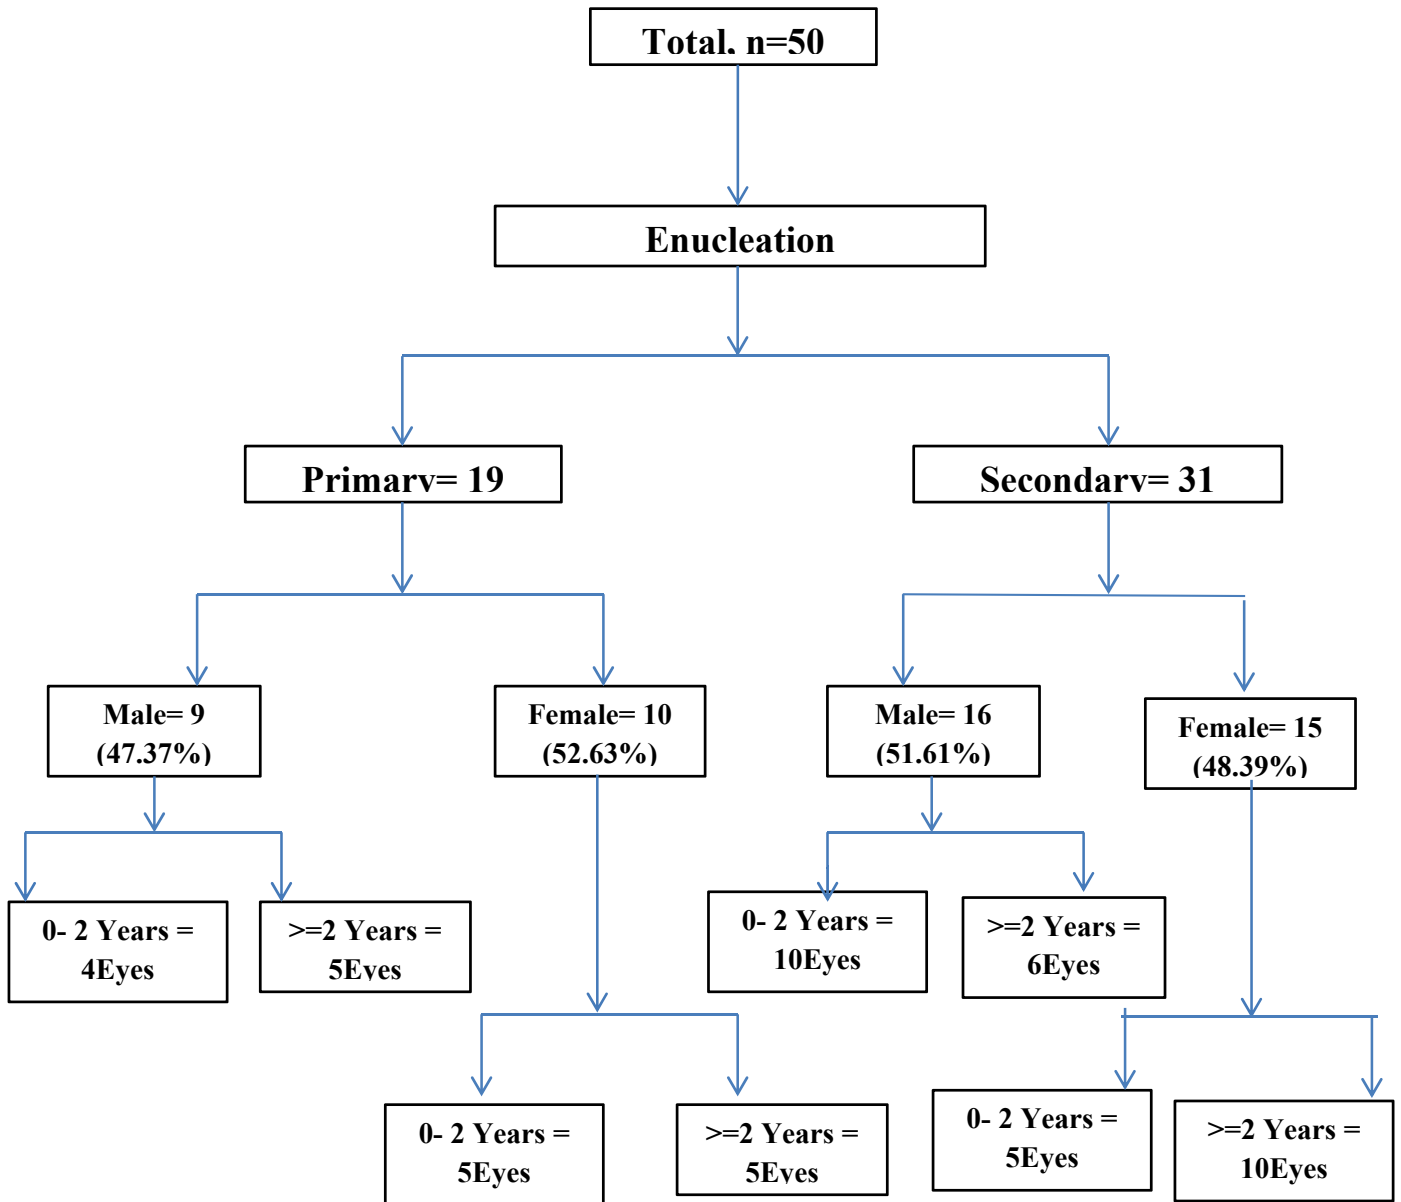 Total, n=50
Enucleation
Primary= 19
Secondary= 31
Male= 9
(47.37%)
Female= 10
(52.63%)
Male= 16
(51.61%)
Female= 15
(48.39%)
0- 2 Years =
4Eyes
>=2 Years =
5Eyes
0- 2 Years =
10Eyes
>=2 Years =
6Eyes
0- 2 Years =
5Eyes
>=2 Years =
5Eyes
0- 2 Years =
5Eyes
>=2 Years =
10Eyes